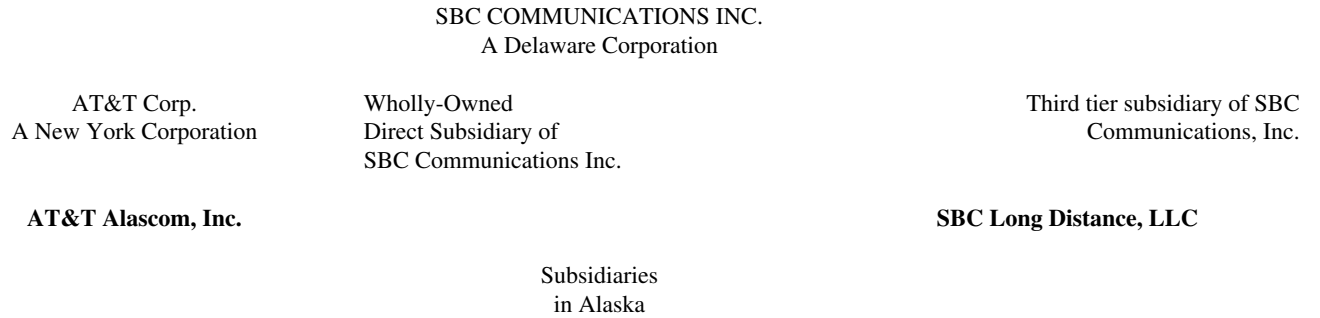 SBC COMMUNICATIONS INC.
A Delaware Corporation
AT&T Corp.
A New York Corporation
Wholly-Owned
Direct Subsidiary of
SBC Communications Inc.
Third tier subsidiary of SBC
Communications, Inc.
AT&T Alascom, Inc.
SBC Long Distance, LLC
Subsidiaries
in Alaska